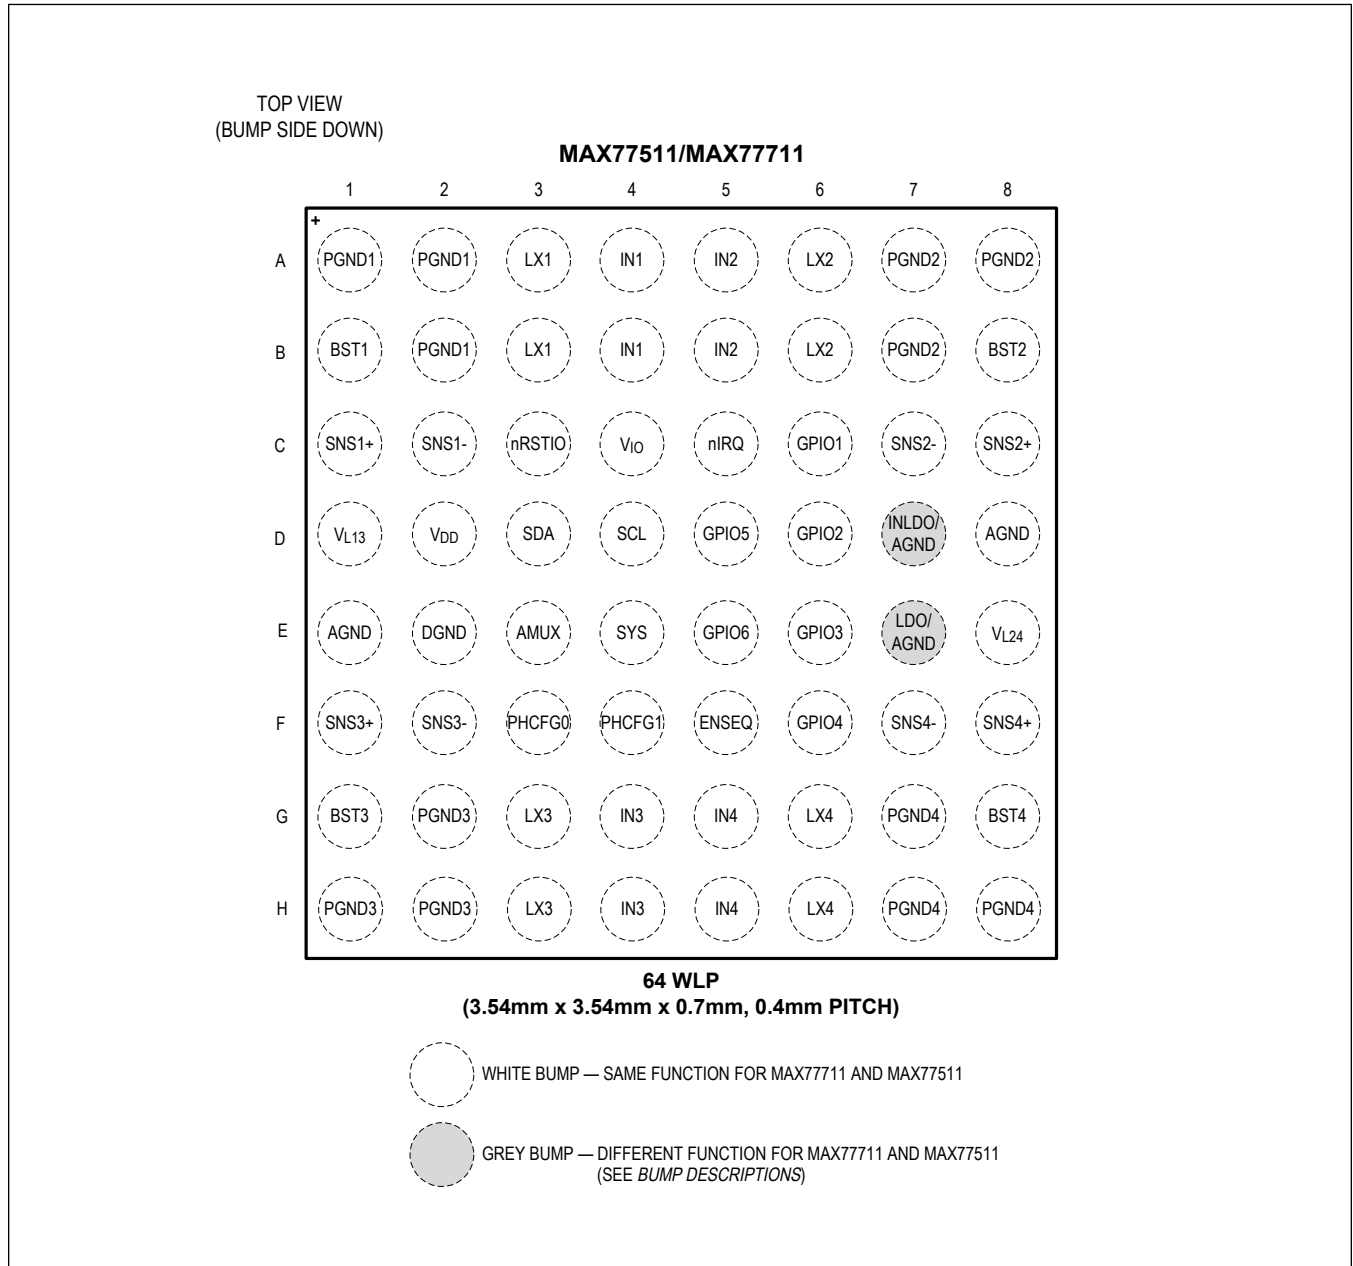 TOP VIEW
(BUMP SIDE DOWN)
MAX77511/MAX77711
1 2 3 4 5 6 7 8
+
A PGND1 PGND1 LX1 IN1 IN2 LX2 PGND2 PGND2
B BST1 PGND1 LX1 IN1 IN2 LX2 PGND2 BST2
C SNS1+ SNS1- nRSTIO VIO nIRQ GPIO1 SNS2- SNS2+
D VL13 VDD SDA SCL GPIO5 GPIO2 INLDO/ AGND AGND
E AGND DGND AMUX SYS GPIO6 GPIO3 LDO/ AGND VL24
F SNS3+ SNS3- PHCFG0 PHCFG1 ENSEQ GPIO4 SNS4- SNS4+
G BST3 PGND3 LX3 IN3 IN4 LX4 PGND4 BST4
H PGND3 PGND3 LX3 IN3 IN4 LX4 PGND4 PGND4
64 WLP
(3.54mm x 3.54mm x 0.7mm, 0.4mm PITCH)
WHITE BUMP — SAME FUNCTION FOR MAX77711 AND MAX77511
GREY BUMP — DIFFERENT FUNCTION FOR MAX77711 AND MAX77511
(SEE BUMP DESCRIPTIONS)